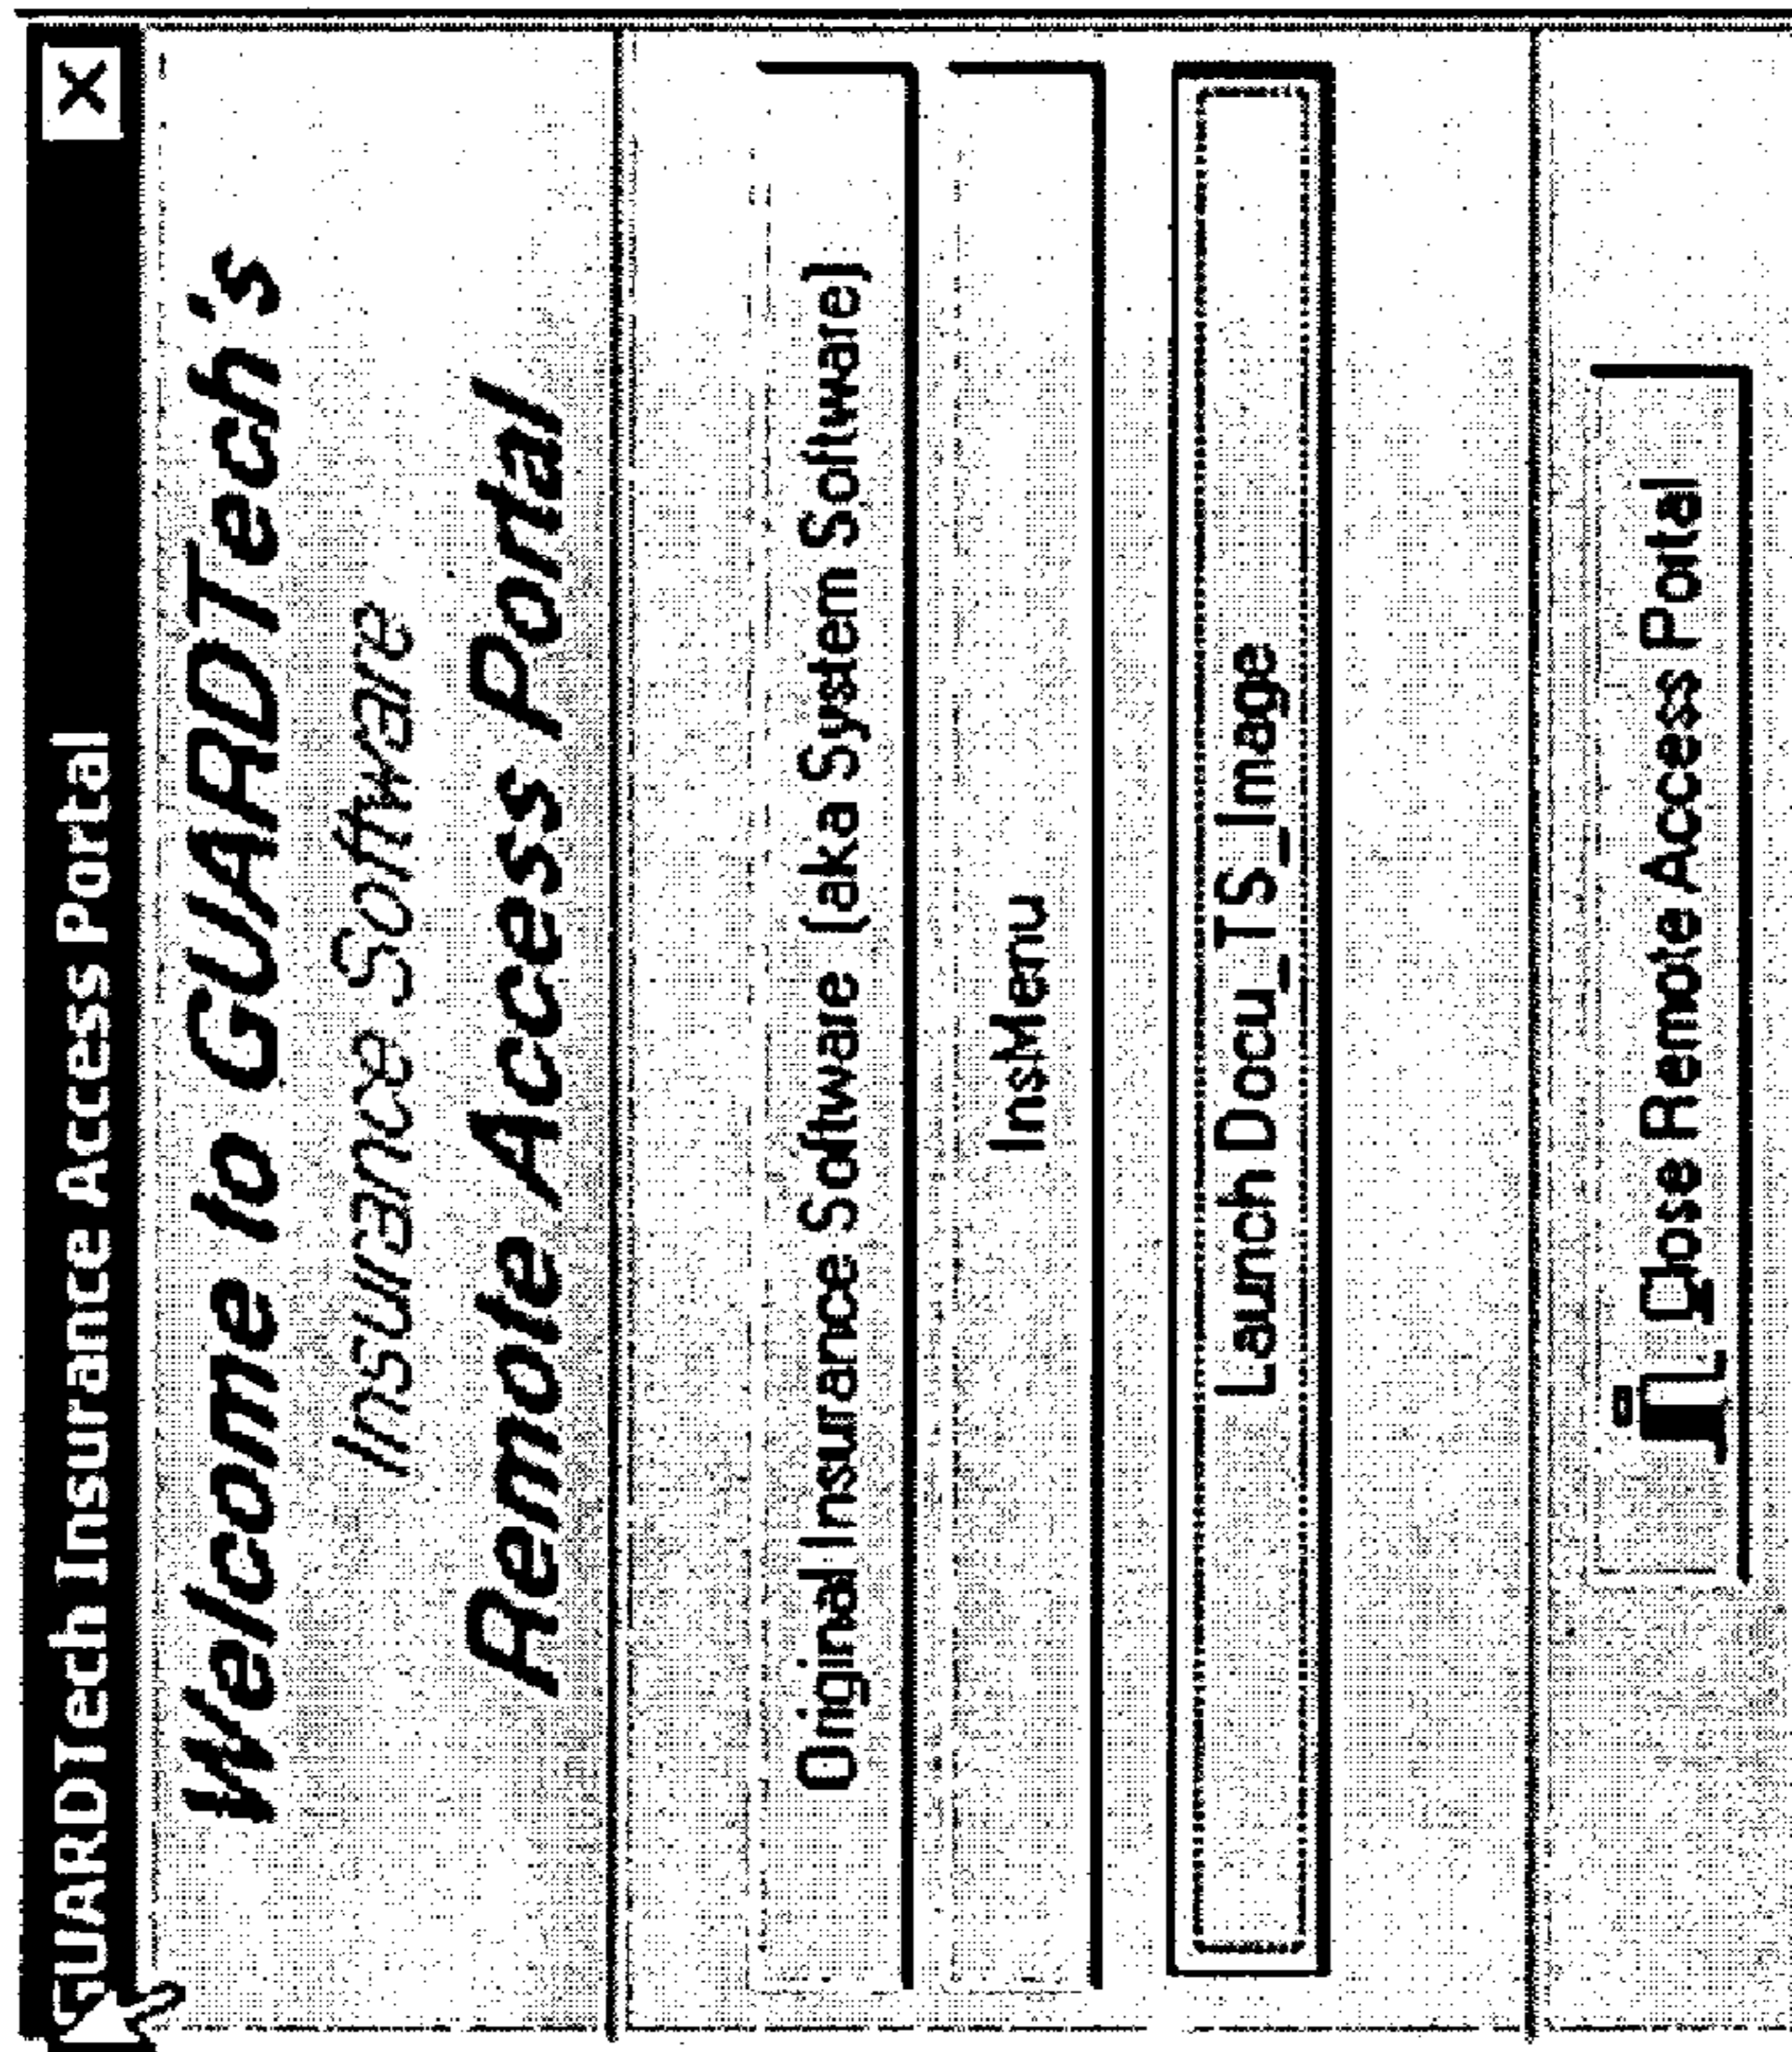 GUARDTech Insurance Access Portal
Welcome to GUARDTech's
Insurance Software
Remote Access Portal
Original Insurance Software (aka System Software)
InsMenu
Launch Docu_TS_Image
Close Remote Access Portal